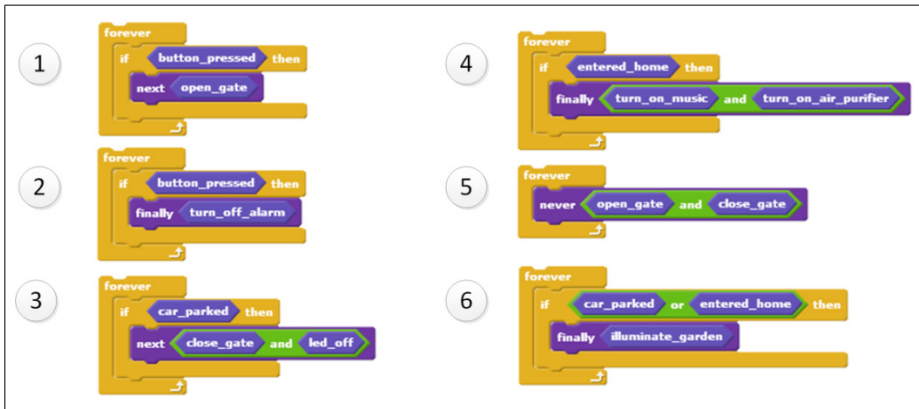 1
forever
if button_pressed then
next open_gate
2
forever
if button_pressed then
finally turn_off_alarm
3
forever
if car_parked then
next close_gate and led_off
4
forever
if entered_home then
finally turn_on_music and turn_on_air_purifier
5
forever
never open_gate and close_gate
6
forever
if car_parked or entered_home then
finally illuminate_garden